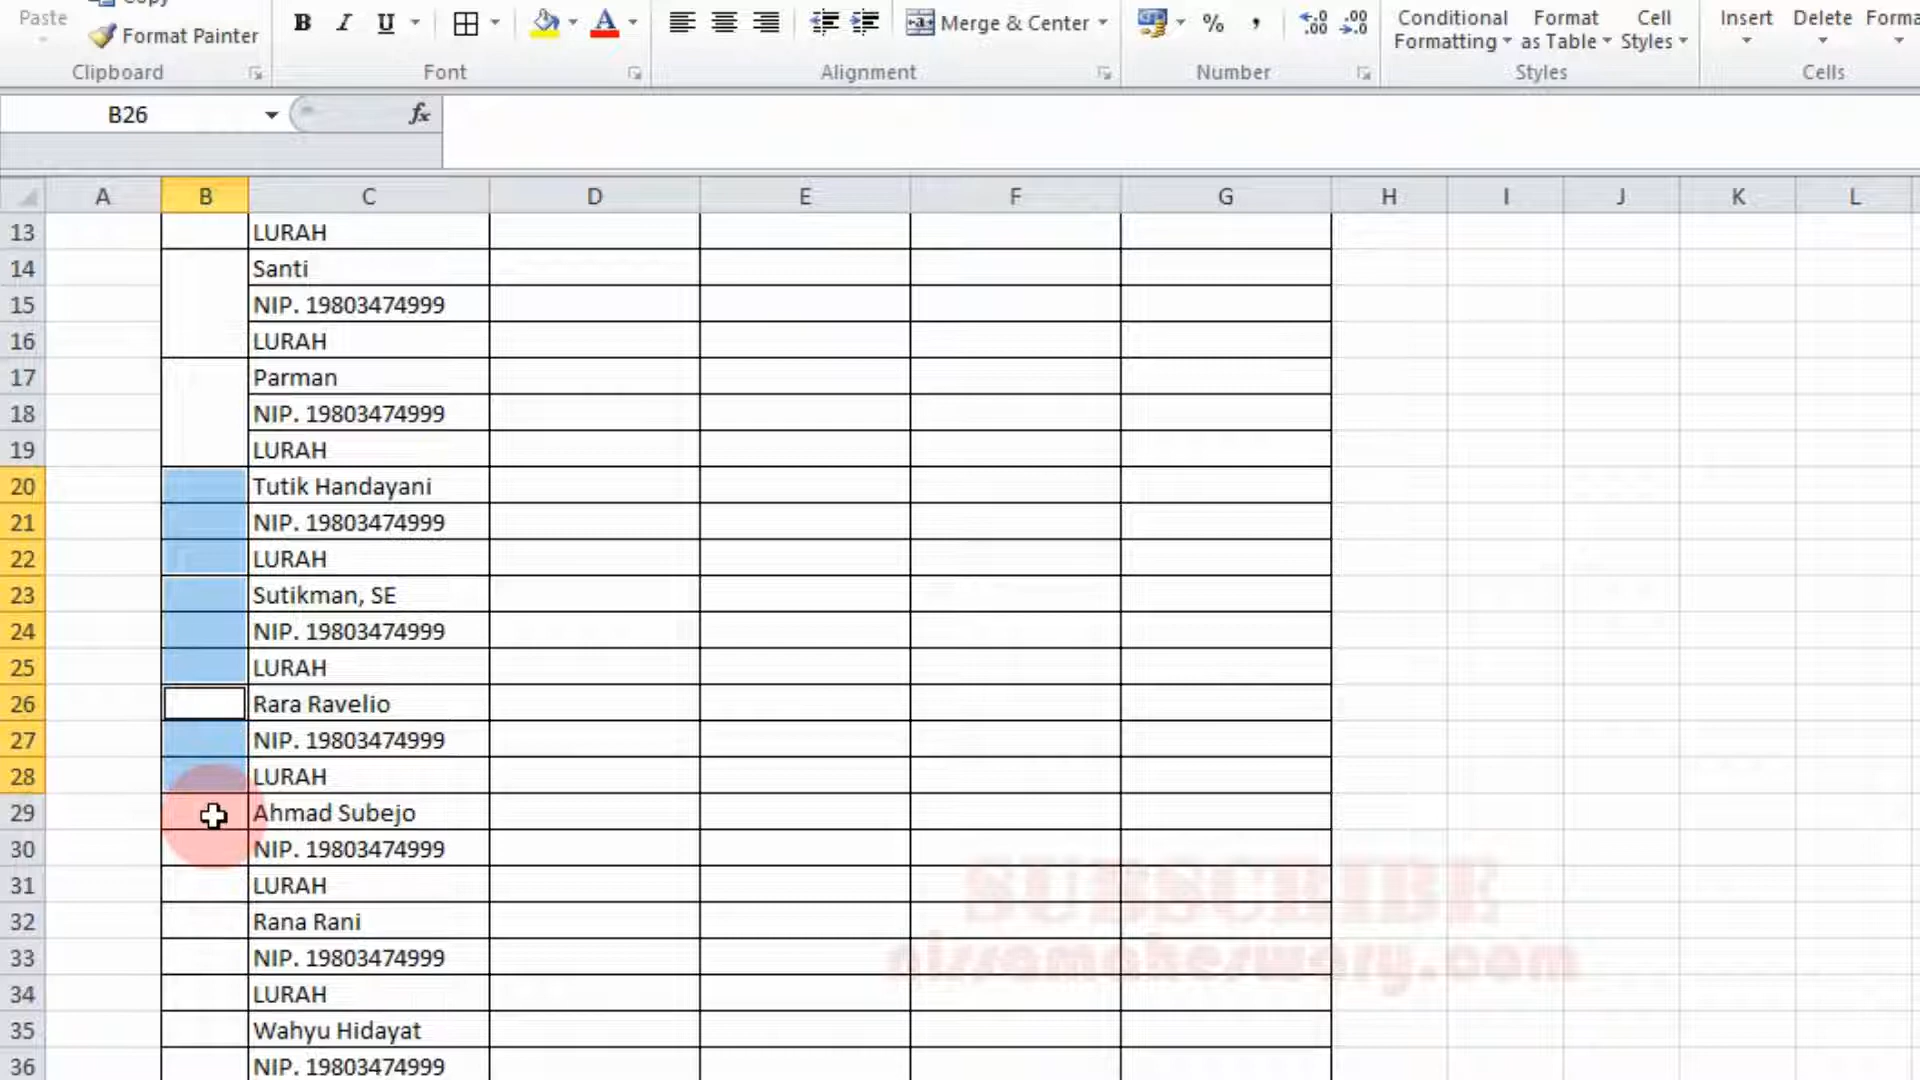 Paste
Copy
Format Painter
B I U A
Merge & Center
% ,
Conditional Formatting
Format as Table
Cell Styles
Insert
Delete
Forma
Clipboard
Font
Alignment
Number
Styles
Cells
B26
fx
A B C D E F G H I J K L
13 LURAH
14 Santi
15 NIP. 19803474999
16 LURAH
17 Parman
18 NIP. 19803474999
19 LURAH
20 Tutik Handayani
21 NIP. 19803474999
22 LURAH
23 Sutikman, SE
24 NIP. 19803474999
25 LURAH
26 Rara Ravelio
27 NIP. 19803474999
28 LURAH
29 Ahmad Subejo
30 NIP. 19803474999
31 LURAH
32 Rana Rani
33 NIP. 19803474999
34 LURAH
35 Wahyu Hidayat
36 NIP. 19803474999
SUBSCRIBE